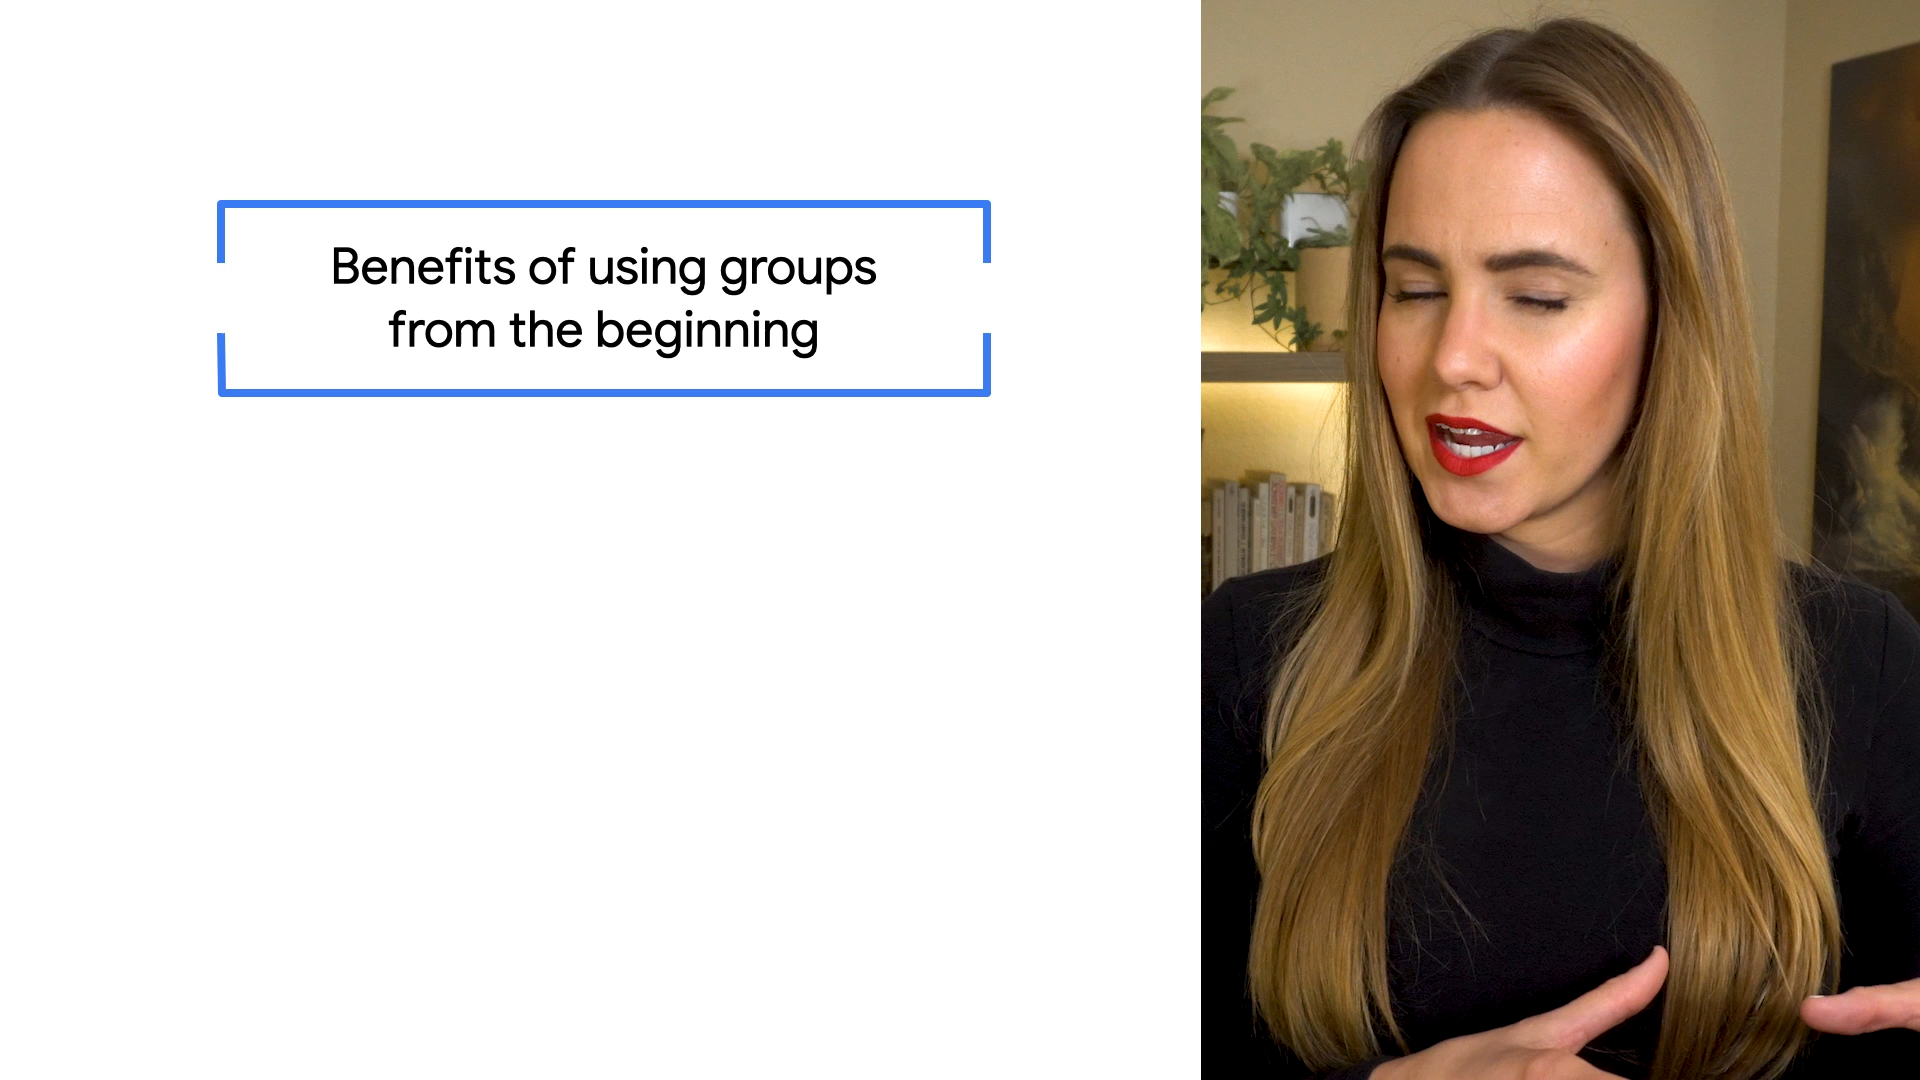 Benefits of using groups
from the beginning